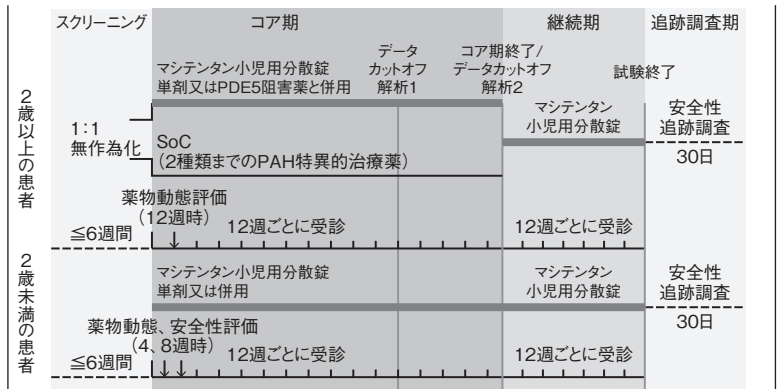 スクリーニング
コア期
継続期
追跡調査期
2歳以上の患者
1:1
無作為化
マシテンタン小児用分散錠
単剤又はPDE5阻害薬と併用
データ
カットオフ
解析1
コア期終了/
データカットオフ
解析2
試験終了
SoC
(2種類までのPAH特異的治療薬)
マシテンタン
小児用分散錠
安全性
追跡調査
30日
薬物動態評価
(12週時)
≦6週間
12週ごとに受診
12週ごとに受診
2歳未満の患者
マシテンタン小児用分散錠
単剤又は併用
マシテンタン
小児用分散錠
安全性
追跡調査
30日
薬物動態、安全性評価
(4、8週時)
≦6週間
12週ごとに受診
12週ごとに受診